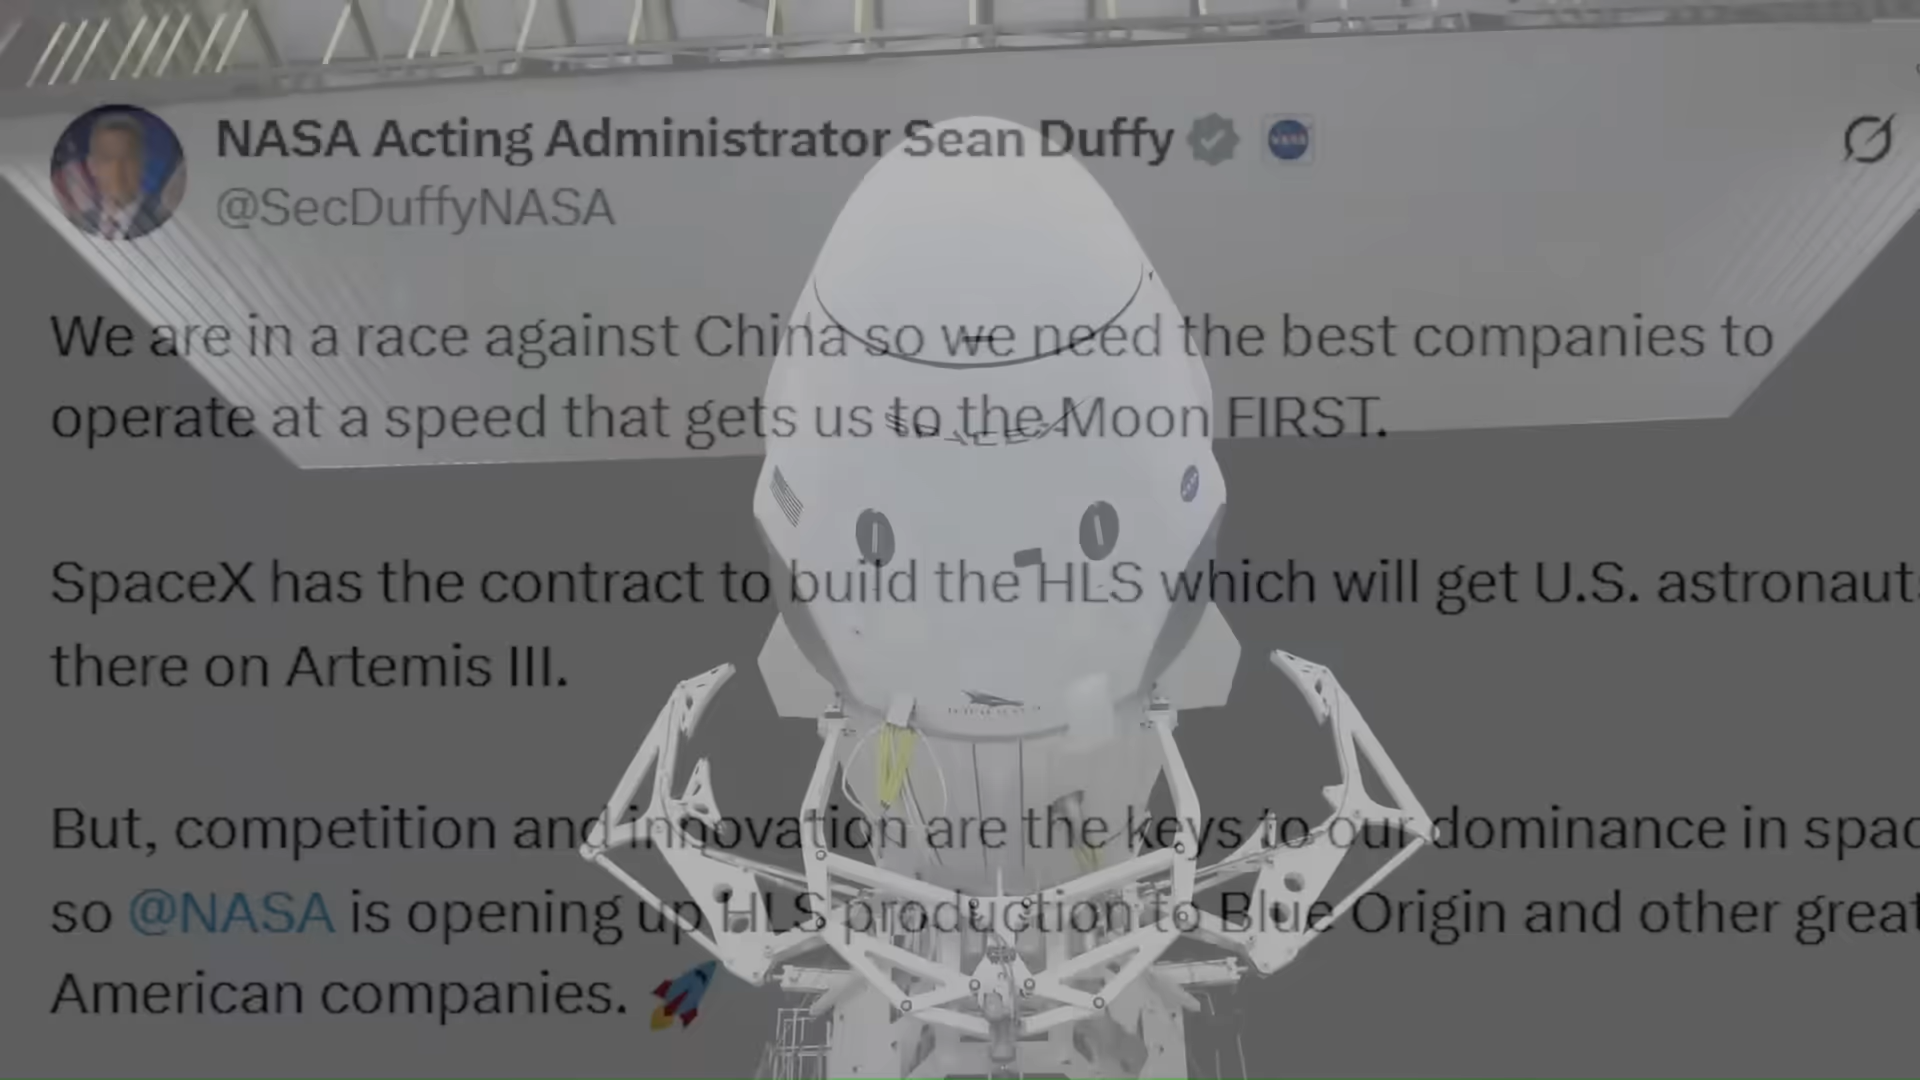 NASA Acting Administrator Sean Duffy
@SecDuffyNASA
We are in a race against China so we need the best companies to
operate at a speed that gets us to the Moon FIRST.
SPACEX
SpaceX has the contract to build the HLS which will get U.S. astronaut
there on Artemis III.
But, competition and innovation are the keys to our dominance in spac
so @NASA is opening up HLS production to Blue Origin and other great
American companies. 🚀